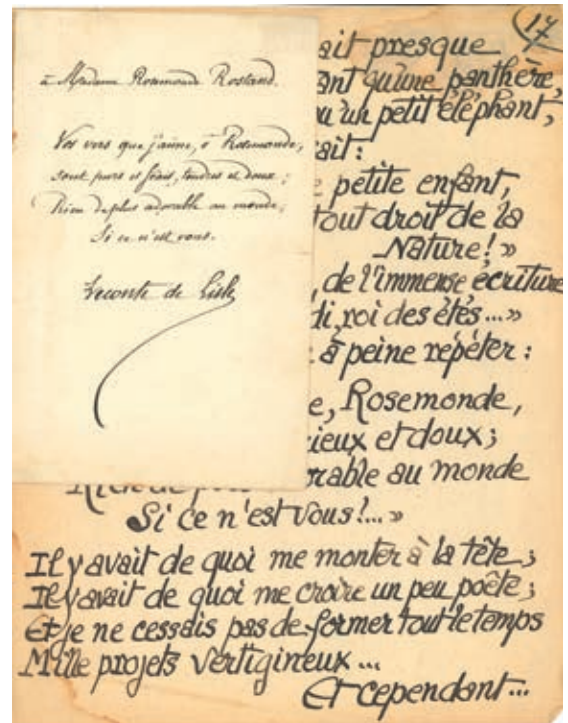 à Madame Rosemonde Rostand.
Vos vers que j'aime, ô Rosemonde,
sont purs et frais, tendres et doux ;
Rien de plus adorable au monde,
Si ce n'est vous.
Leconte de Lisle
17
ait presque
ant qu'une panthère,
qu'un petit éléphant,
ait :
petite enfant,
tout droit de la
Nature ! »
, de l'immense écriture
di, roi des étés... »
à peine répéter :
e, Rosemonde,
cieux et doux ;
rable au monde
Si ce n'est Vous !... »
Il y avait de quoi me monter à la tête ;
Il y avait de quoi me croire un peu poète ;
Et je ne cessais pas de former tout le temps
Mille projets vertigineux...
Et cependant...